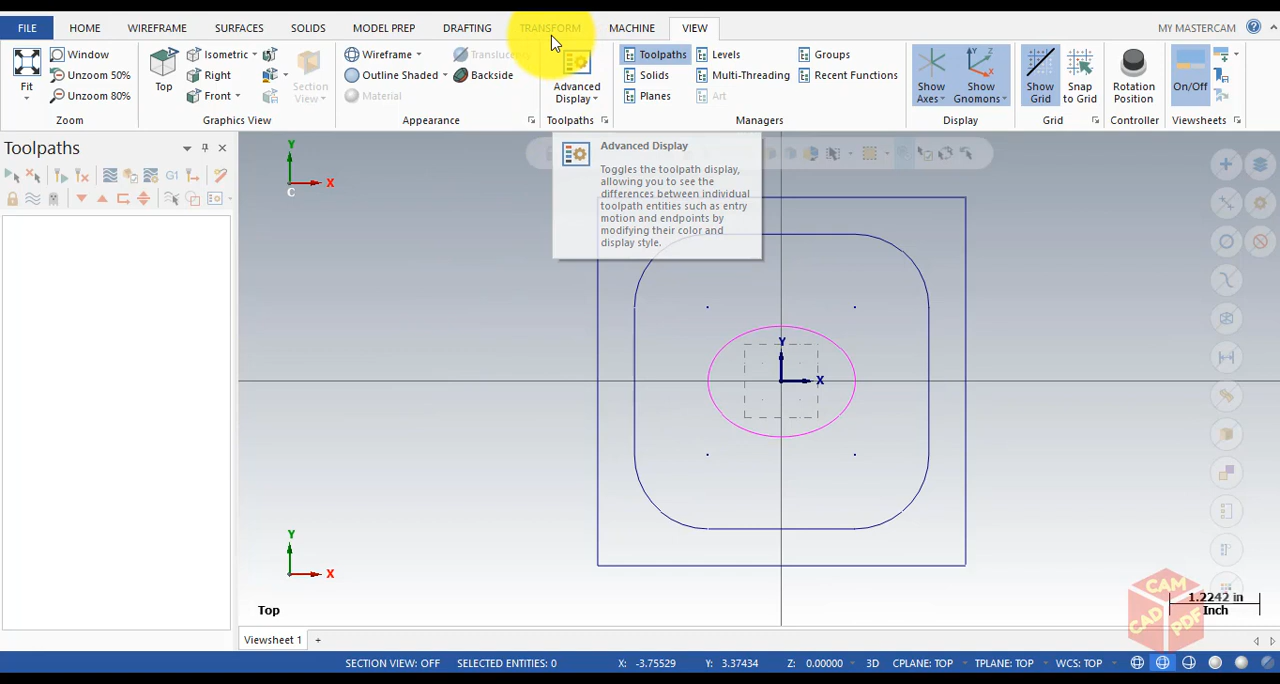 FILE HOME WIREFRAME SURFACES SOLIDS MODEL PREP DRAFTING TRANSFORM MACHINE VIEW MY MASTERCAM
Fit
Window
Unzoom 50%
Unzoom 80%
Zoom
Top
Isometric
Right
Front
Section View
Graphics View
Wireframe
Outline Shaded
Material
Translucency
Backside
Appearance
Advanced Display
Toolpaths
Toolpaths Levels Groups
Solids Multi-Threading Recent Functions
Planes Art
Managers
Show Axes
Show Gnomons
Display
Show Grid
Snap to Grid
Grid
Rotation Position
Controller
On/Off
Viewsheets
Toolpaths
G1
Advanced Display
Toggles the toolpath display,
allowing you to see the
differences between individual
toolpath entities such as entry
motion and endpoints by
modifying their color and
display style.
Y
X
C
Y
X
Y
X
Top
CAM
CAD
PDF
1.2242 in
Inch
Viewsheet 1 +
SECTION VIEW: OFF SELECTED ENTITIES: 0 X: -3.75529 Y: 3.37434 Z: 0.00000 3D CPLANE: TOP TPLANE: TOP WCS: TOP